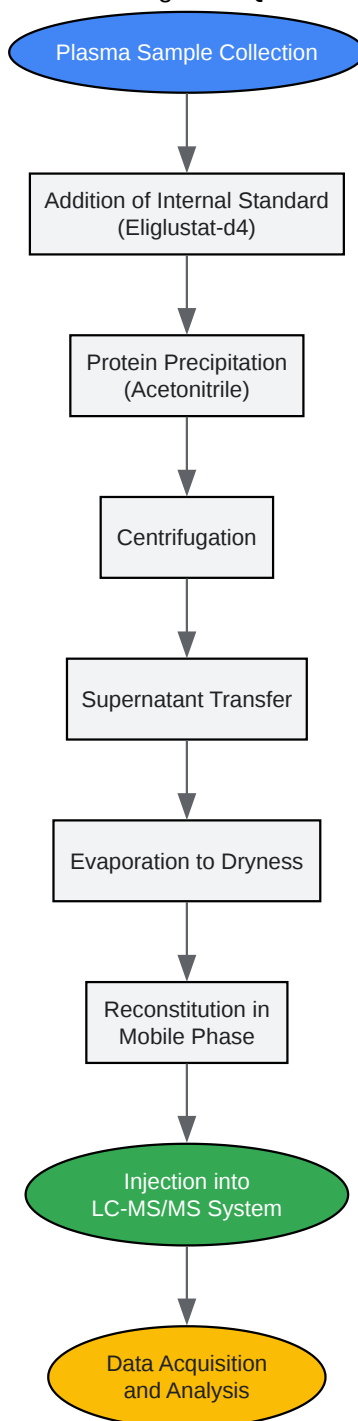 Plasma Sample Collection
Addition of Internal Standard
(Eliglustat-d4)
Protein Precipitation
(Acetonitrile)
Centrifugation
Supernatant Transfer
Evaporation to Dryness
Reconstitution in
Mobile Phase
Injection into
LC-MS/MS System
Data Acquisition
and Analysis